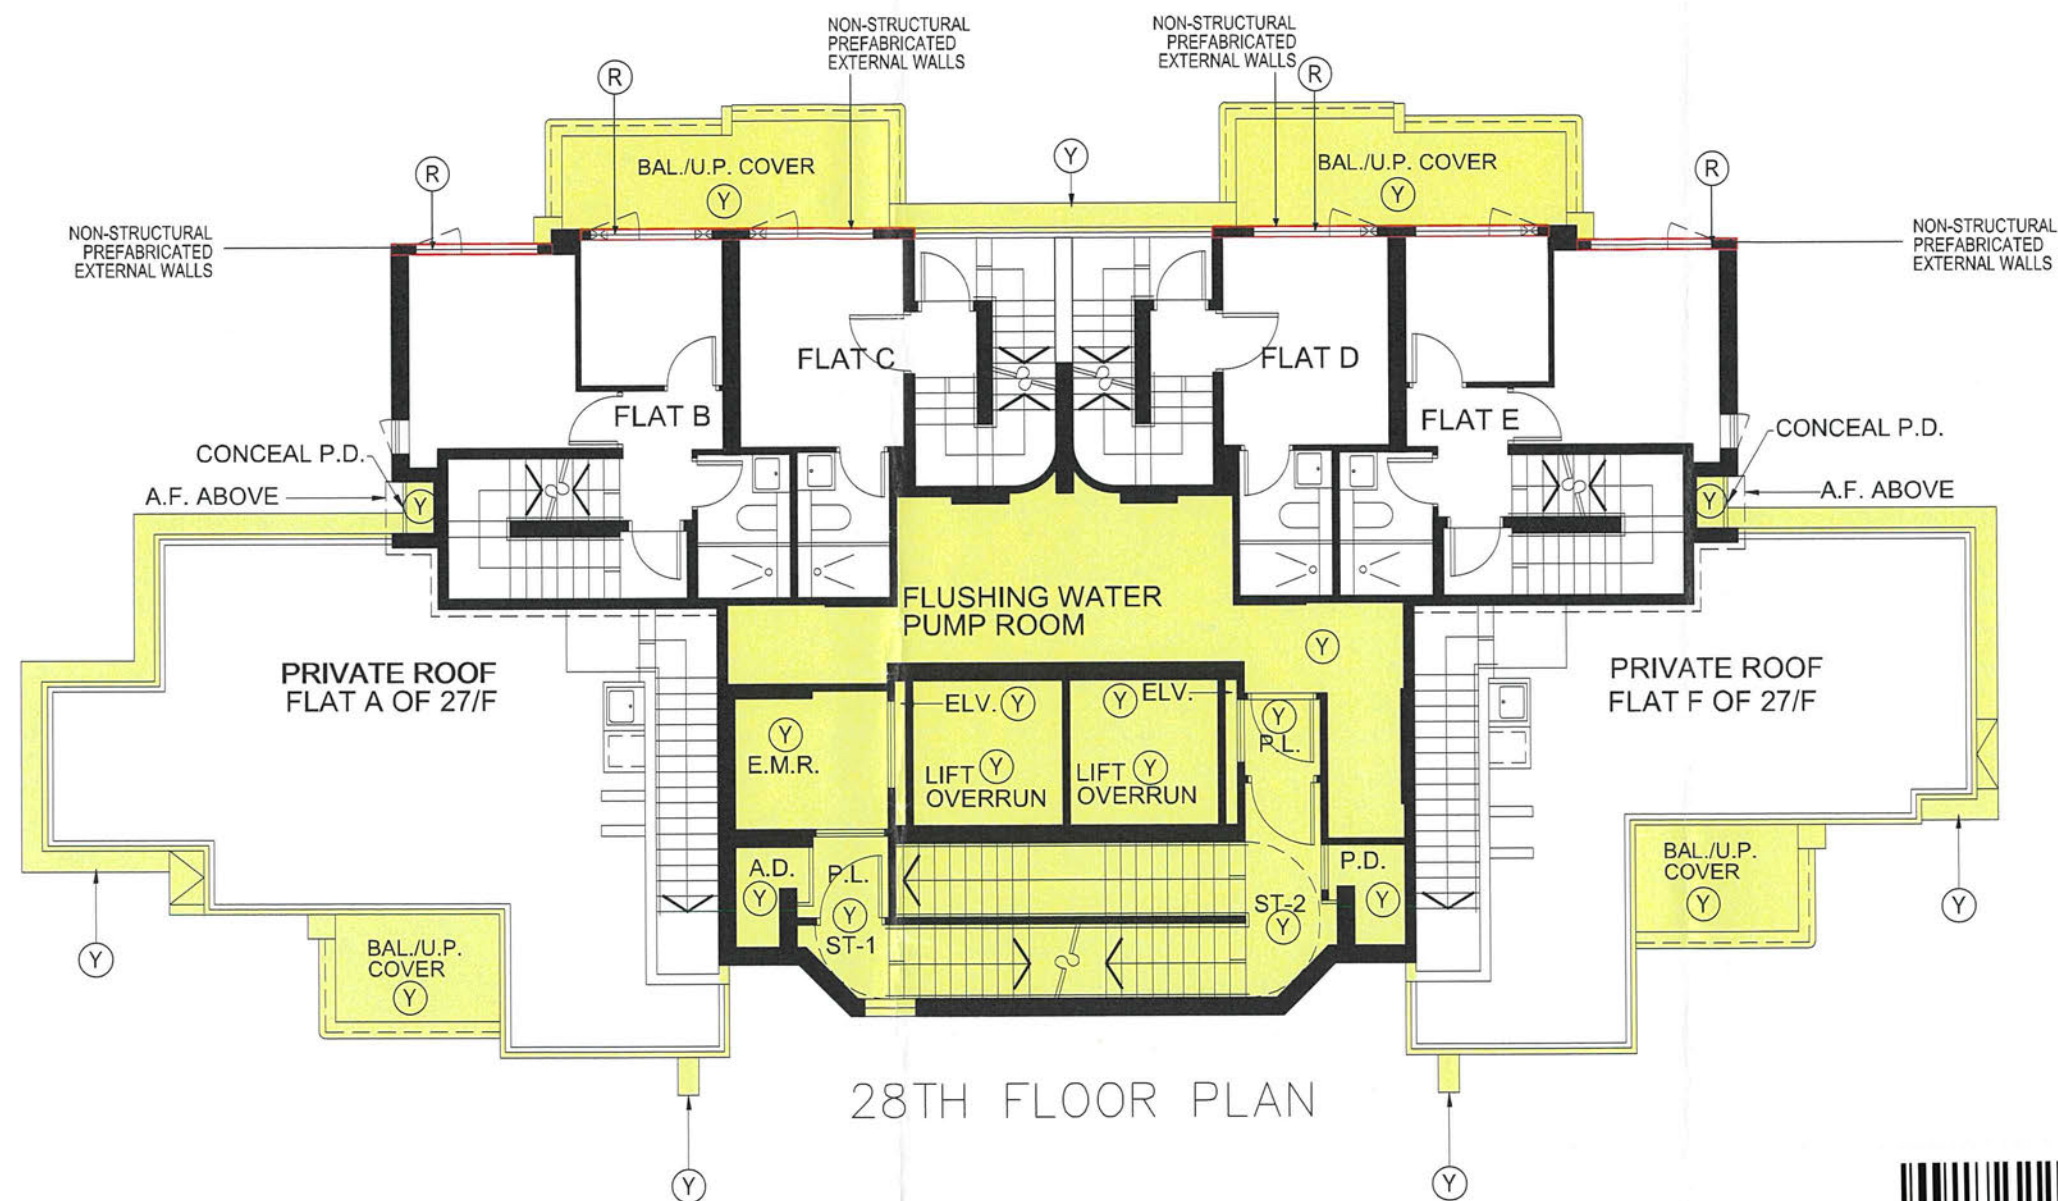 NON-STRUCTURAL
PREFABRICATED
EXTERNAL WALLS
NON-STRUCTURAL
PREFABRICATED
EXTERNAL WALLS
R
R
BAL./U.P. COVER
Y
Y
BAL./U.P. COVER
Y
R
R
NON-STRUCTURAL
PREFABRICATED
EXTERNAL WALLS
NON-STRUCTURAL
PREFABRICATED
EXTERNAL WALLS
FLAT C
FLAT D
FLAT B
FLAT E
CONCEAL P.D.
CONCEAL P.D.
A.F. ABOVE
Y
Y
A.F. ABOVE
FLUSHING WATER
PUMP ROOM
Y
PRIVATE ROOF
FLAT A OF 27/F
PRIVATE ROOF
FLAT F OF 27/F
ELV. Y
Y ELV.
Y
E.M.R.
Y
P.L.
LIFT Y
OVERRUN
LIFT Y
OVERRUN
A.D.
Y
P.L.
Y
ST-1
ST-2
Y
P.D.
Y
BAL./U.P.
COVER
Y
Y
BAL./U.P.
COVER
Y
Y
28TH FLOOR PLAN
Y
Y